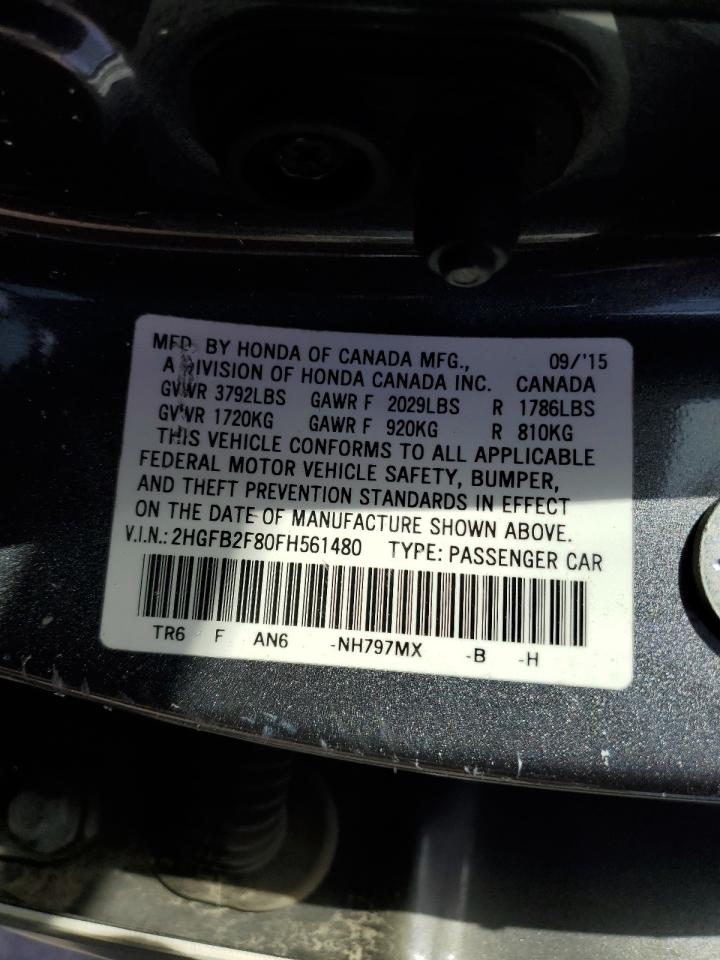 MFD BY HONDA OF CANADA MFG., 09/'15
A DIVISION OF HONDA CANADA INC. CANADA
GVWR 3792LBS GAWR F 2029LBS R 1786LBS
GVWR 1720KG GAWR F 920KG R 810KG
THIS VEHICLE CONFORMS TO ALL APPLICABLE
FEDERAL MOTOR VEHICLE SAFETY, BUMPER,
AND THEFT PREVENTION STANDARDS IN EFFECT
ON THE DATE OF MANUFACTURE SHOWN ABOVE.
V.I.N.: 2HGFB2F80FH561480 TYPE: PASSENGER CAR
TR6 F AN6 -NH797MX -B -H